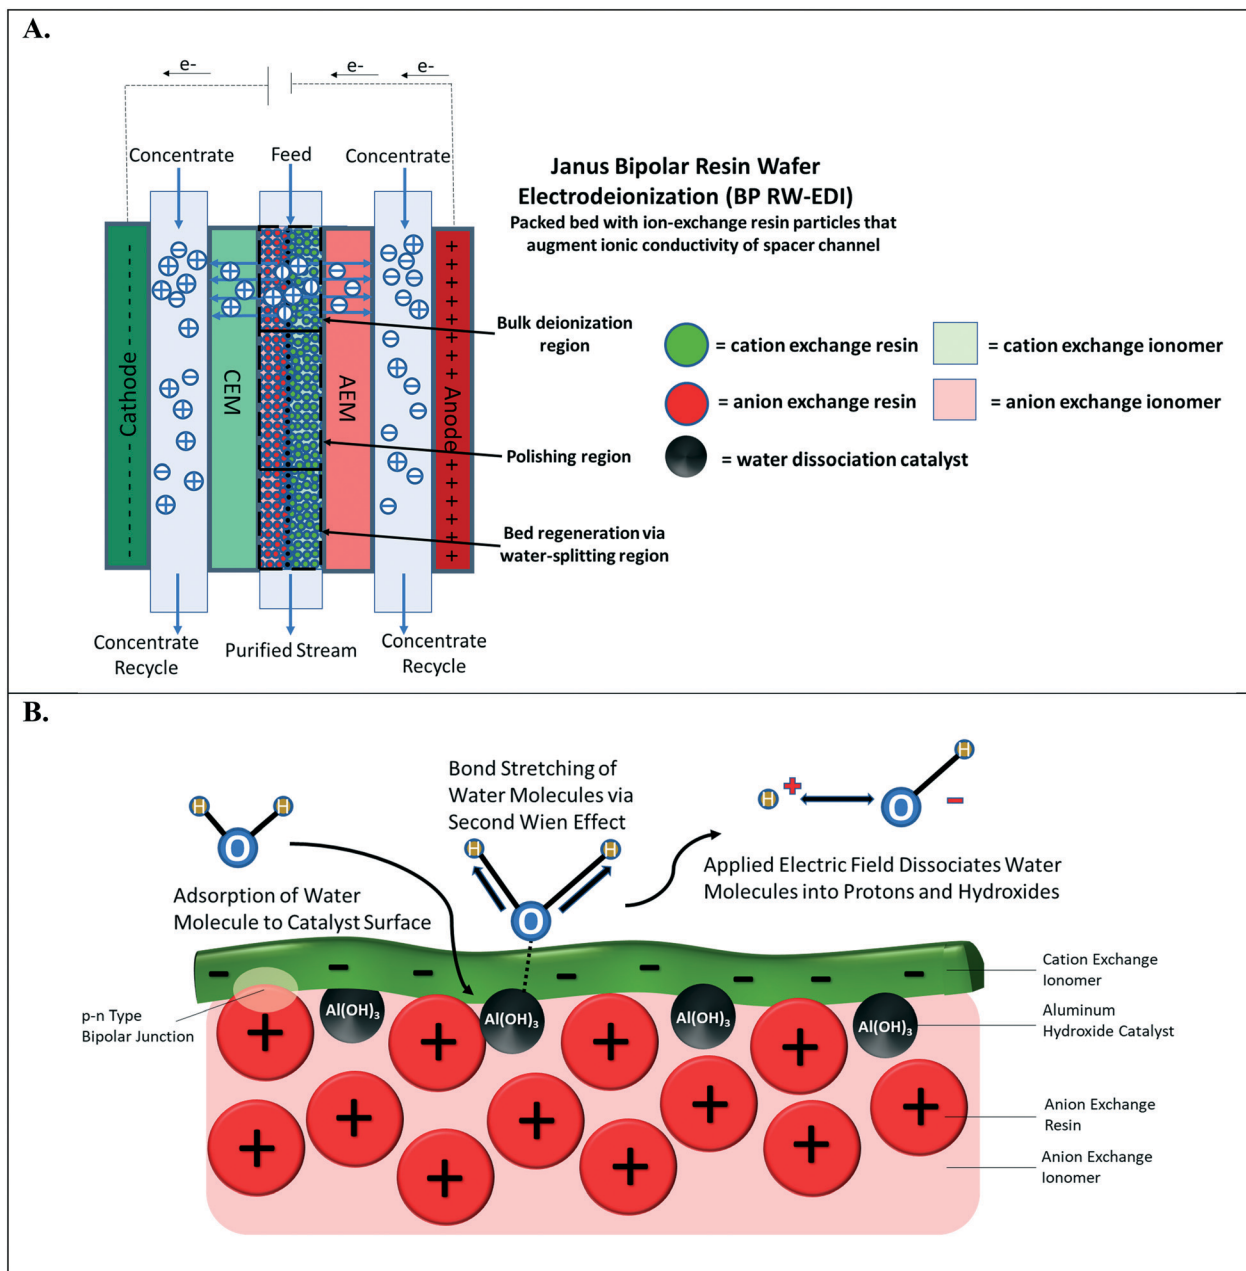 A.
e-
e-
e-
Concentrate
Feed
Concentrate
Janus Bipolar Resin Wafer
Electrodeionization (BP RW-EDI)
Packed bed with ion-exchange resin particles that
augment ionic conductivity of spacer channel
Cathode
CEM
AEM
Anode
Bulk deionization
region
Polishing region
Bed regeneration via
water-splitting region
= cation exchange resin
= cation exchange ionomer
= anion exchange resin
= anion exchange ionomer
= water dissociation catalyst
Concentrate
Recycle
Purified Stream
Concentrate
Recycle
B.
H H
O
Adsorption of Water
Molecule to Catalyst Surface
Bond Stretching of
Water Molecules via
Second Wien Effect
H H
O
H + O - H
Applied Electric Field Dissociates Water
Molecules into Protons and Hydroxides
p-n Type
Bipolar Junction
Al(OH)3
Al(OH)3
Al(OH)3
Al(OH)3
Cation Exchange
Ionomer
Aluminum
Hydroxide Catalyst
Anion Exchange
Resin
Anion Exchange
Ionomer